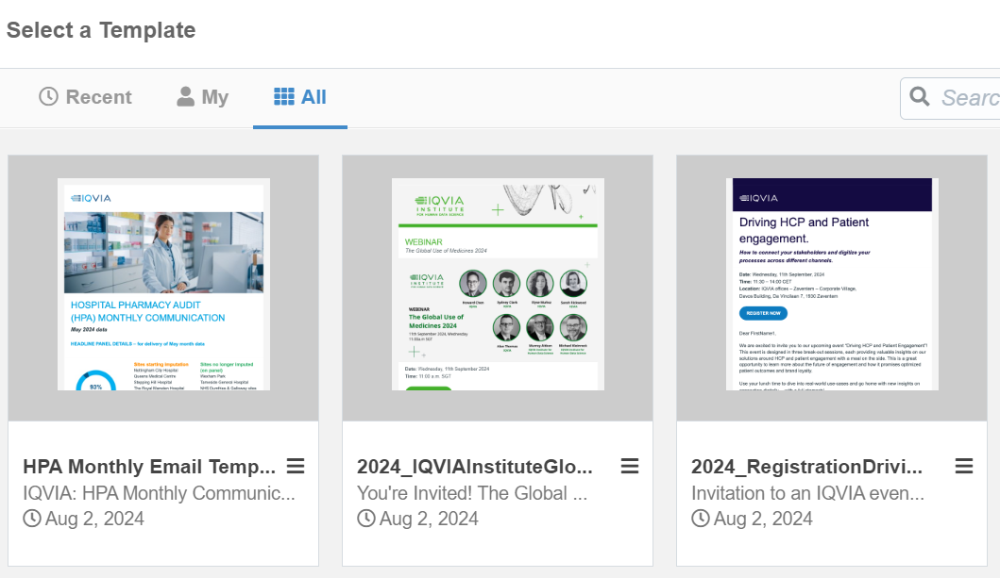 Select a Template
Recent
My
All
Searc
IQVIA
HOSPITAL PHARMACY AUDIT
(HPA) MONTHLY COMMUNICATION
May 2024 data
HEADLINE PANEL DETAILS – for delivery of May month data
93%
Sites starting imputation
Nottingham City Hospital
Queens Medical Centre
Stepping Hill Hospital
The Royal Marsden Hospital
Sites no longer imputed
(on panel)
Wexham Park
Tameside General Hospital
NHS Dumfries & Galloway sites
HPA Monthly Email Temp...
IQVIA: HPA Monthly Communic...
Aug 2, 2024
IQVIA
INSTITUTE
FOR HUMAN DATA SCIENCE
WEBINAR
The Global Use of Medicines 2024
IQVIA
INSTITUTE
FOR HUMAN DATA SCIENCE
WEBINAR
The Global Use of
Medicines 2024
11th September 2024, Wednesday
11:00a.m SGT
Howard Chen
IQVIA
Sydney Clark
IQVIA
Sarah Rickwood
IQVIA
Alan Thomas
IQVIA
Murray Aitken
Date: Wednesday, 11th September 2024
Time: 11:00 a.m. SGT
2024_IQVIAInstituteGlo...
You're Invited! The Global ...
Aug 2, 2024
IQVIA
Driving HCP and Patient
engagement.
How to connect your stakeholders and digitize your
processes across different channels.
Date: Wednesday, 11th September, 2024
Time: 11:30 – 14:00 CET
Location: IQVIA offices – Zaventem – Corporate Village,
Davos Building, Da Vincilaan 7, 1930 Zaventem
REGISTER NOW
Dear FirstName1,
We are excited to invite you to our upcoming event "Driving HCP and Patient Engagement"!
This event is designed in three break-out sessions, each providing valuable insights on our
solutions around HCP and patient engagement with a meal on the side. This is a great
opportunity to learn more about the future of engagement and how it promises optimized
patient outcomes and brand loyalty.
Use your lunch time to dive into real-world use-cases and go home with new insights on
2024_RegistrationDrivi...
Invitation to an IQVIA even...
Aug 2, 2024